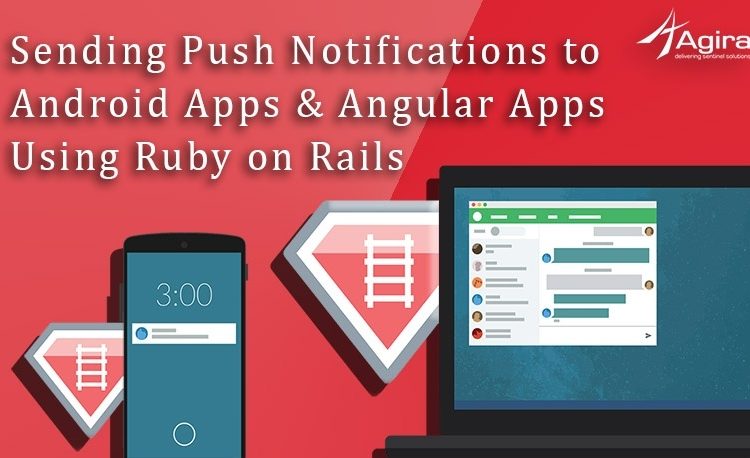 Sending Push Notifications to
Android Apps & Angular Apps
Using Ruby on Rails
Agira
delivering sentinel solutions
3:00